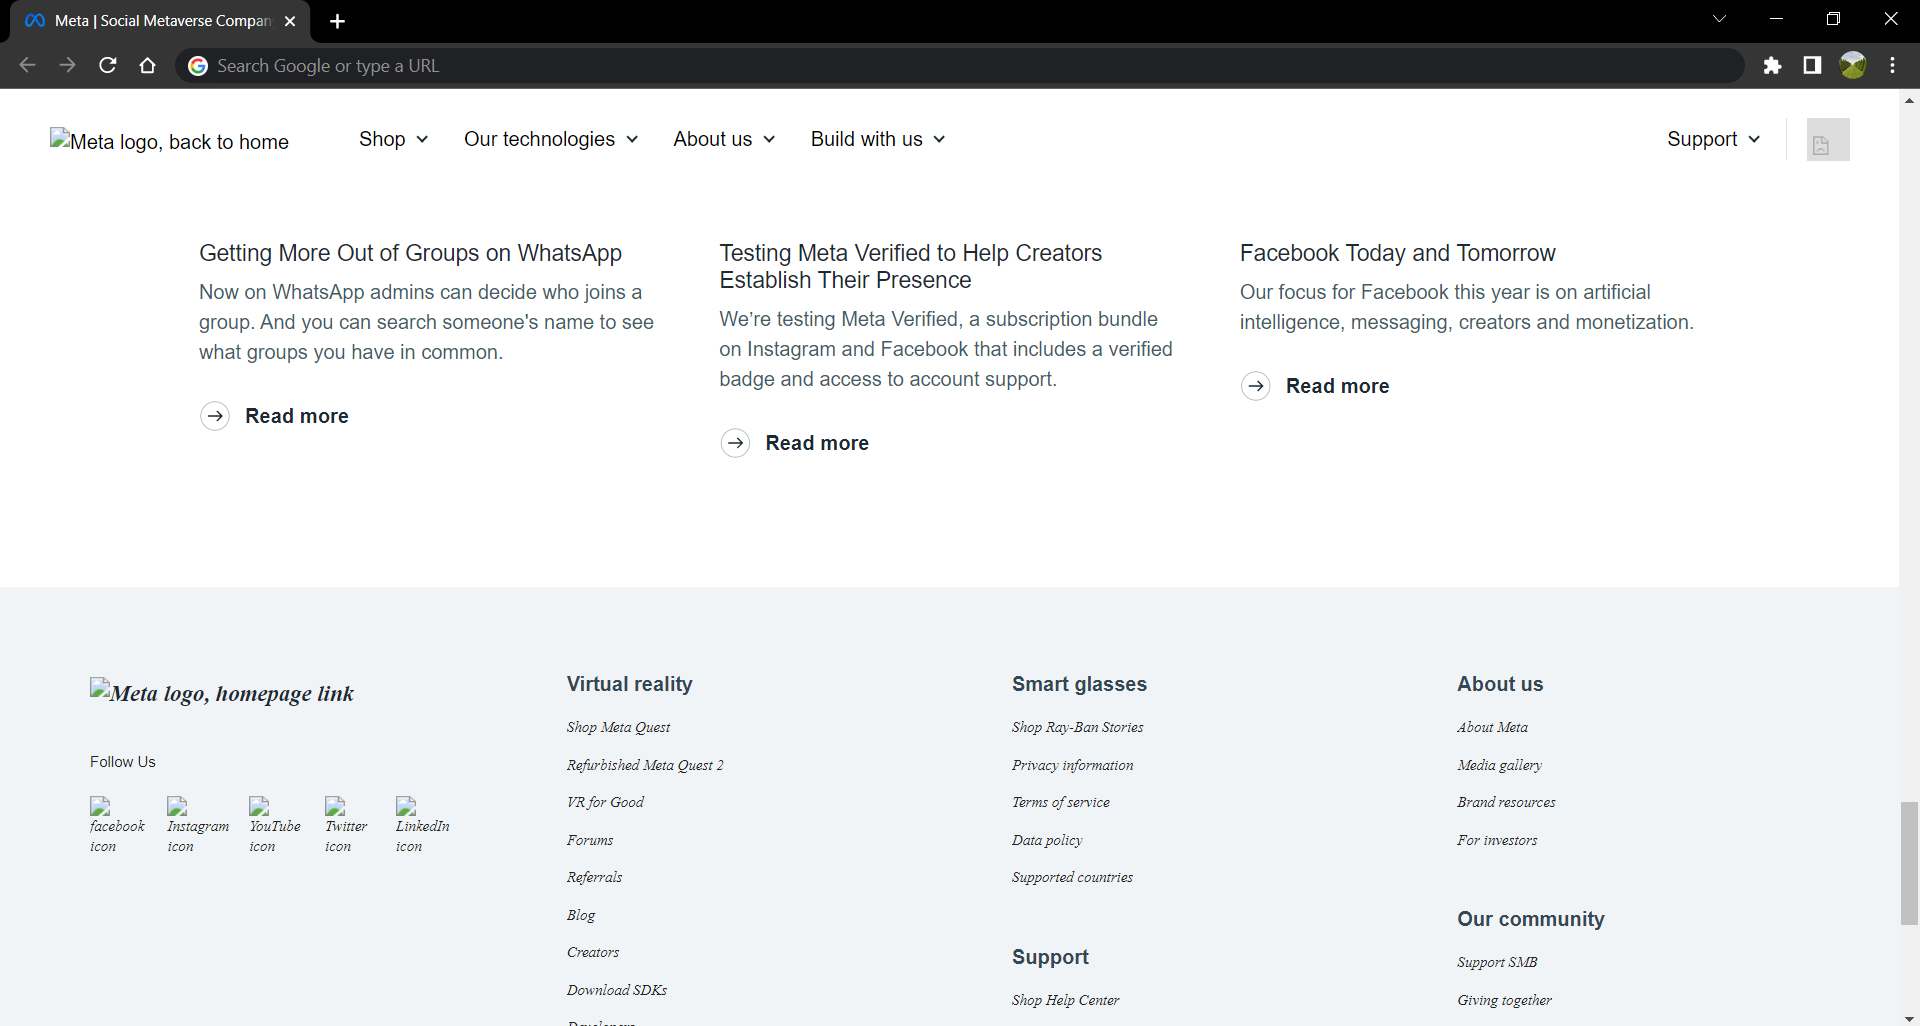 Meta | Social Metaverse Compan
Search Google or type a URL
Meta logo, back to home
Shop
Our technologies
About us
Build with us
Support
Getting More Out of Groups on WhatsApp
Now on WhatsApp admins can decide who joins a
group. And you can search someone's name to see
what groups you have in common.
Read more
Testing Meta Verified to Help Creators
Establish Their Presence
We’re testing Meta Verified, a subscription bundle
on Instagram and Facebook that includes a verified
badge and access to account support.
Read more
Facebook Today and Tomorrow
Our focus for Facebook this year is on artificial
intelligence, messaging, creators and monetization.
Read more
Meta logo, homepage link
Follow Us
facebook
icon
Instagram
icon
YouTube
icon
Twitter
icon
LinkedIn
icon
Virtual reality
Shop Meta Quest
Refurbished Meta Quest 2
VR for Good
Forums
Referrals
Blog
Creators
Download SDKs
Developers
Smart glasses
Shop Ray-Ban Stories
Privacy information
Terms of service
Data policy
Supported countries
Support
Shop Help Center
About us
About Meta
Media gallery
Brand resources
For investors
Our community
Support SMB
Giving together